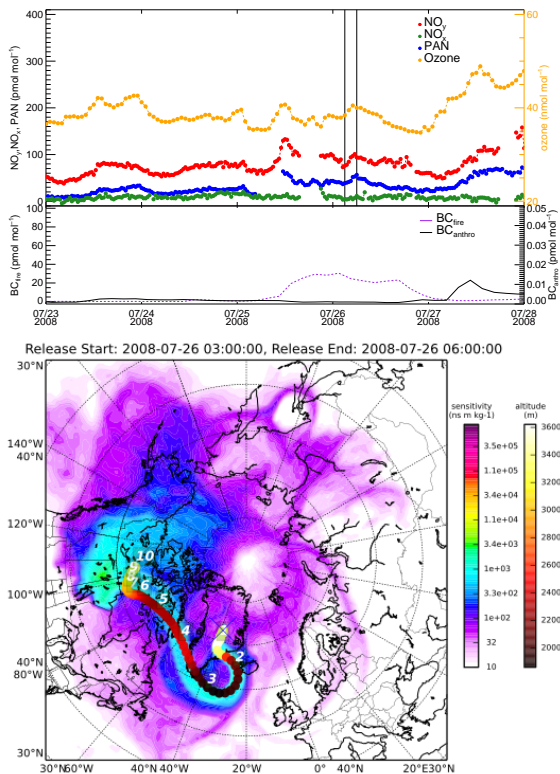 400
300
200
100
0
NOy,NOx, PAN (pmol mol⁻¹)
NOy
NOx
PAN
Ozone
60
50
40
30
20
ozone (nmol mol⁻¹)
100
80
60
40
20
0
BCfire (pmol mol⁻¹)
BCfire
BCanthro
0.05
0.04
0.03
0.02
0.01
0.00
BCanthro (pmol mol⁻¹)
07/23 07/24 07/25 07/26 07/27 07/28
2008 2008 2008 2008 2008 2008
Release Start: 2008-07-26 03:00:00, Release End: 2008-07-26 06:00:00
30°N 30°N
140°W
40°N
120°W
100°W
40°N
80°W
30°N
30°N60°W 40°N40°W 20°W 0° 20°E 20°E30°N
10
9
6
5
4
3
2
sensitivity
(ns m kg-1)
3.5e+05
1.1e+05
3.4e+04
1e+04
3e+03
1e+03
3e+02
1e+02
32
10
altitude
(m)
3600
3400
3200
3000
2800
2600
2400
2200
2000